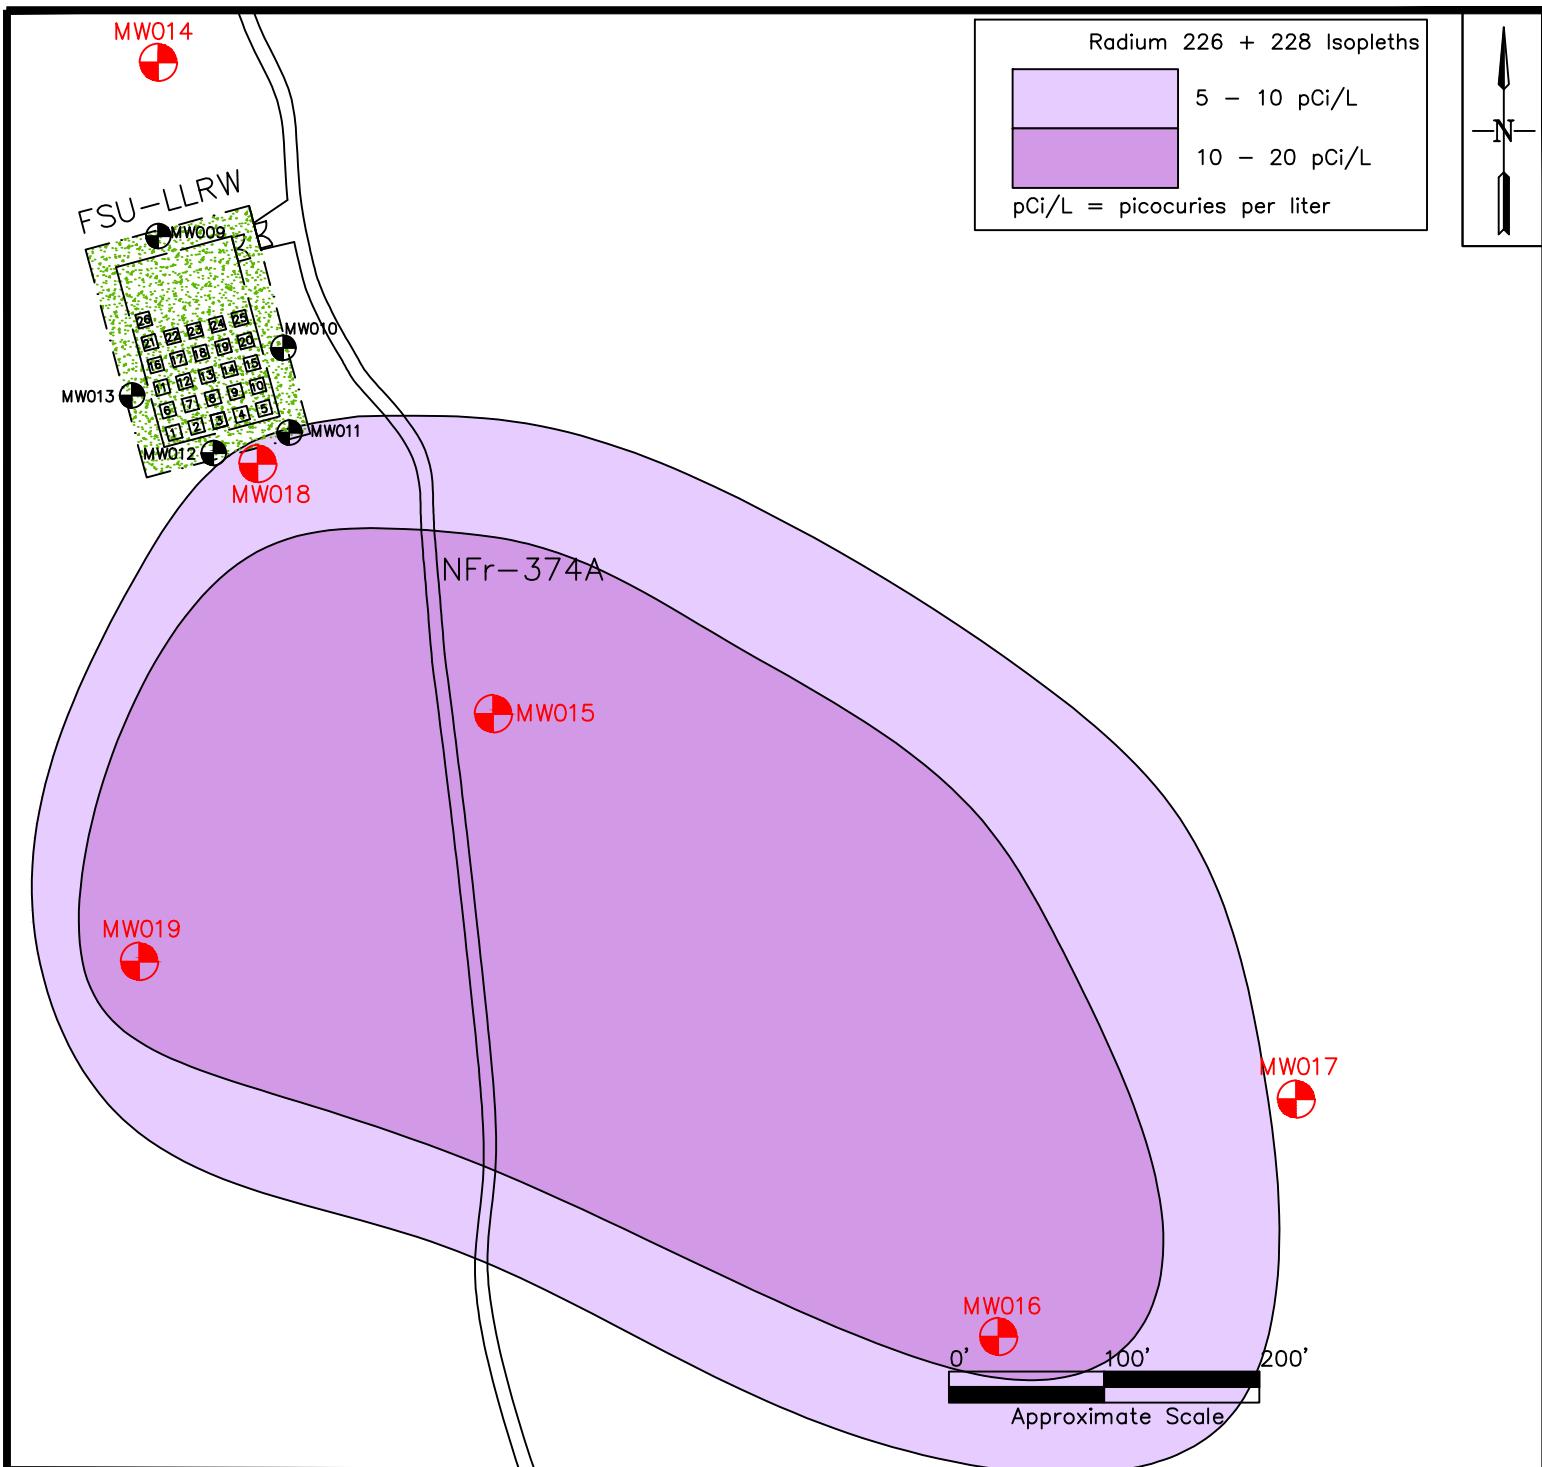 MW014
Radium 226 + 228 Isopleths
5 - 10 pCi/L
10 - 20 pCi/L
pCi/L = picocuries per liter
N
FSU-LLRW
MW009
26
21 22 23 24 25
16 17 18 19 20
11 12 13 14 15
6 7 8 9 10
1 2 3 4 5
MW010
MW013
MW011
MW012
MW018
NFr-374A
MW015
MW019
MW017
MW016
0' 100' 200'
Approximate Scale